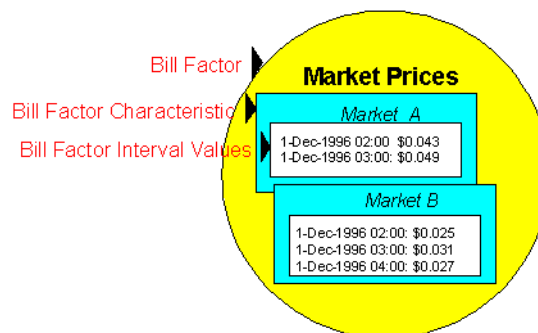 Bill Factor
Market Prices
Bill Factor Characteristic
Market A
Bill Factor Interval Values
1-Dec-1996 02:00 $0.043
1-Dec-1996 03:00: $0.049
Market B
1-Dec-1996 02:00: $0.025
1-Dec-1996 03:00: $0.031
1-Dec-1996 04:00: $0.027